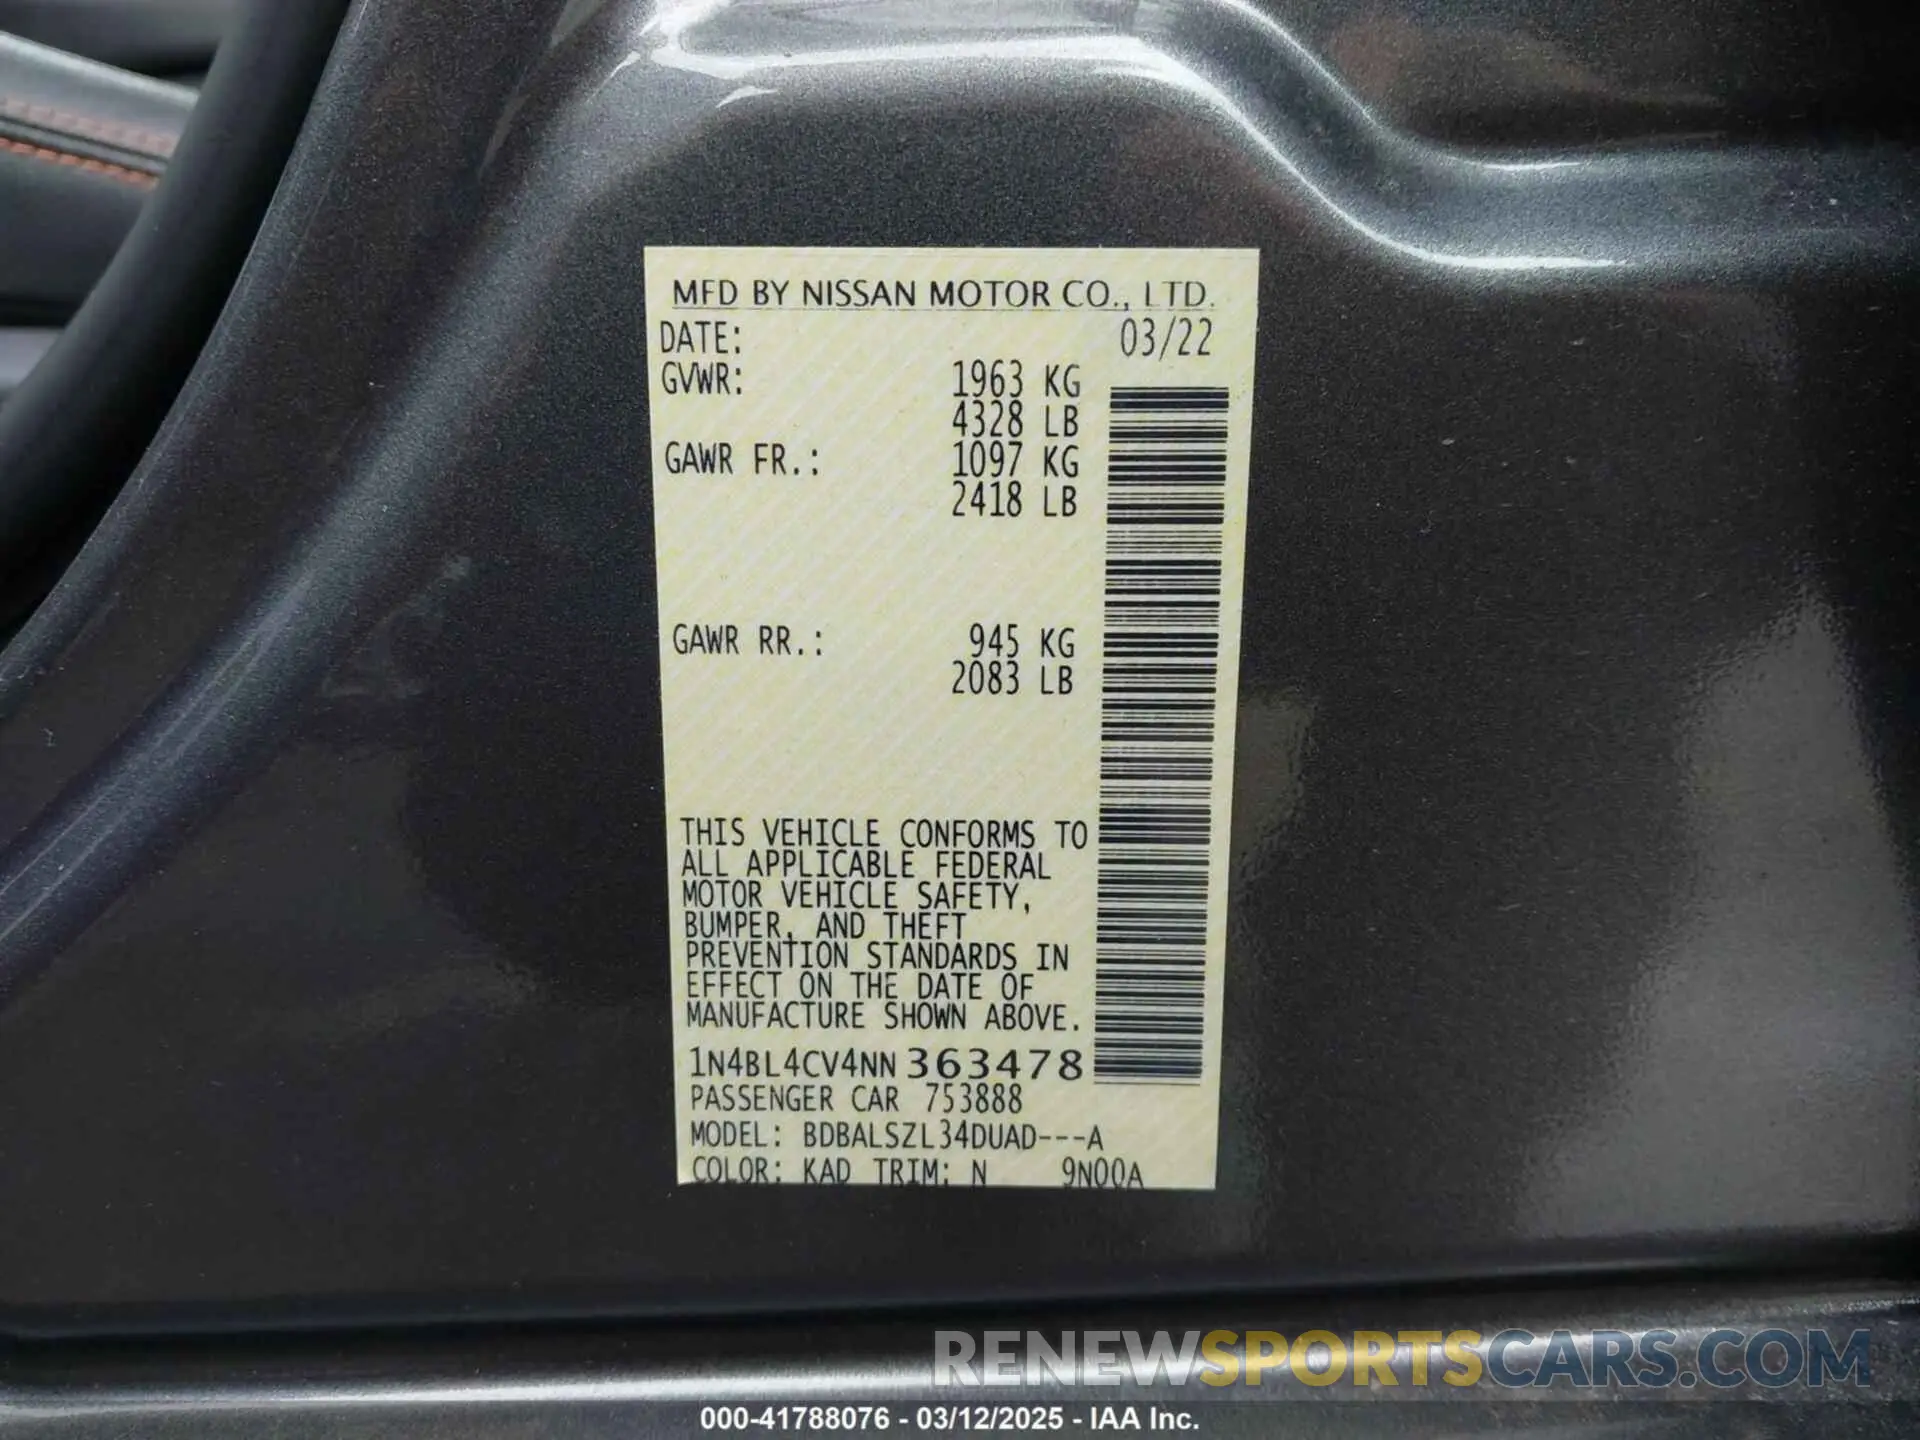 MFD BY NISSAN MOTOR CO., LTD.
DATE: 03/22
GVWR: 1963 KG
4328 LB
GAWR FR.: 1097 KG
2418 LB
GAWR RR.: 945 KG
2083 LB
THIS VEHICLE CONFORMS TO
ALL APPLICABLE FEDERAL
MOTOR VEHICLE SAFETY,
BUMPER, AND THEFT
PREVENTION STANDARDS IN
EFFECT ON THE DATE OF
MANUFACTURE SHOWN ABOVE.
1N4BL4CV4NN363478
PASSENGER CAR 753888
MODEL: BDBALSZL34DUAD---A
COLOR: KAD TRIM: N 9N00A
RENEWSPORTSCARS.COM
000-41788076 - 03/12/2025 - IAA Inc.